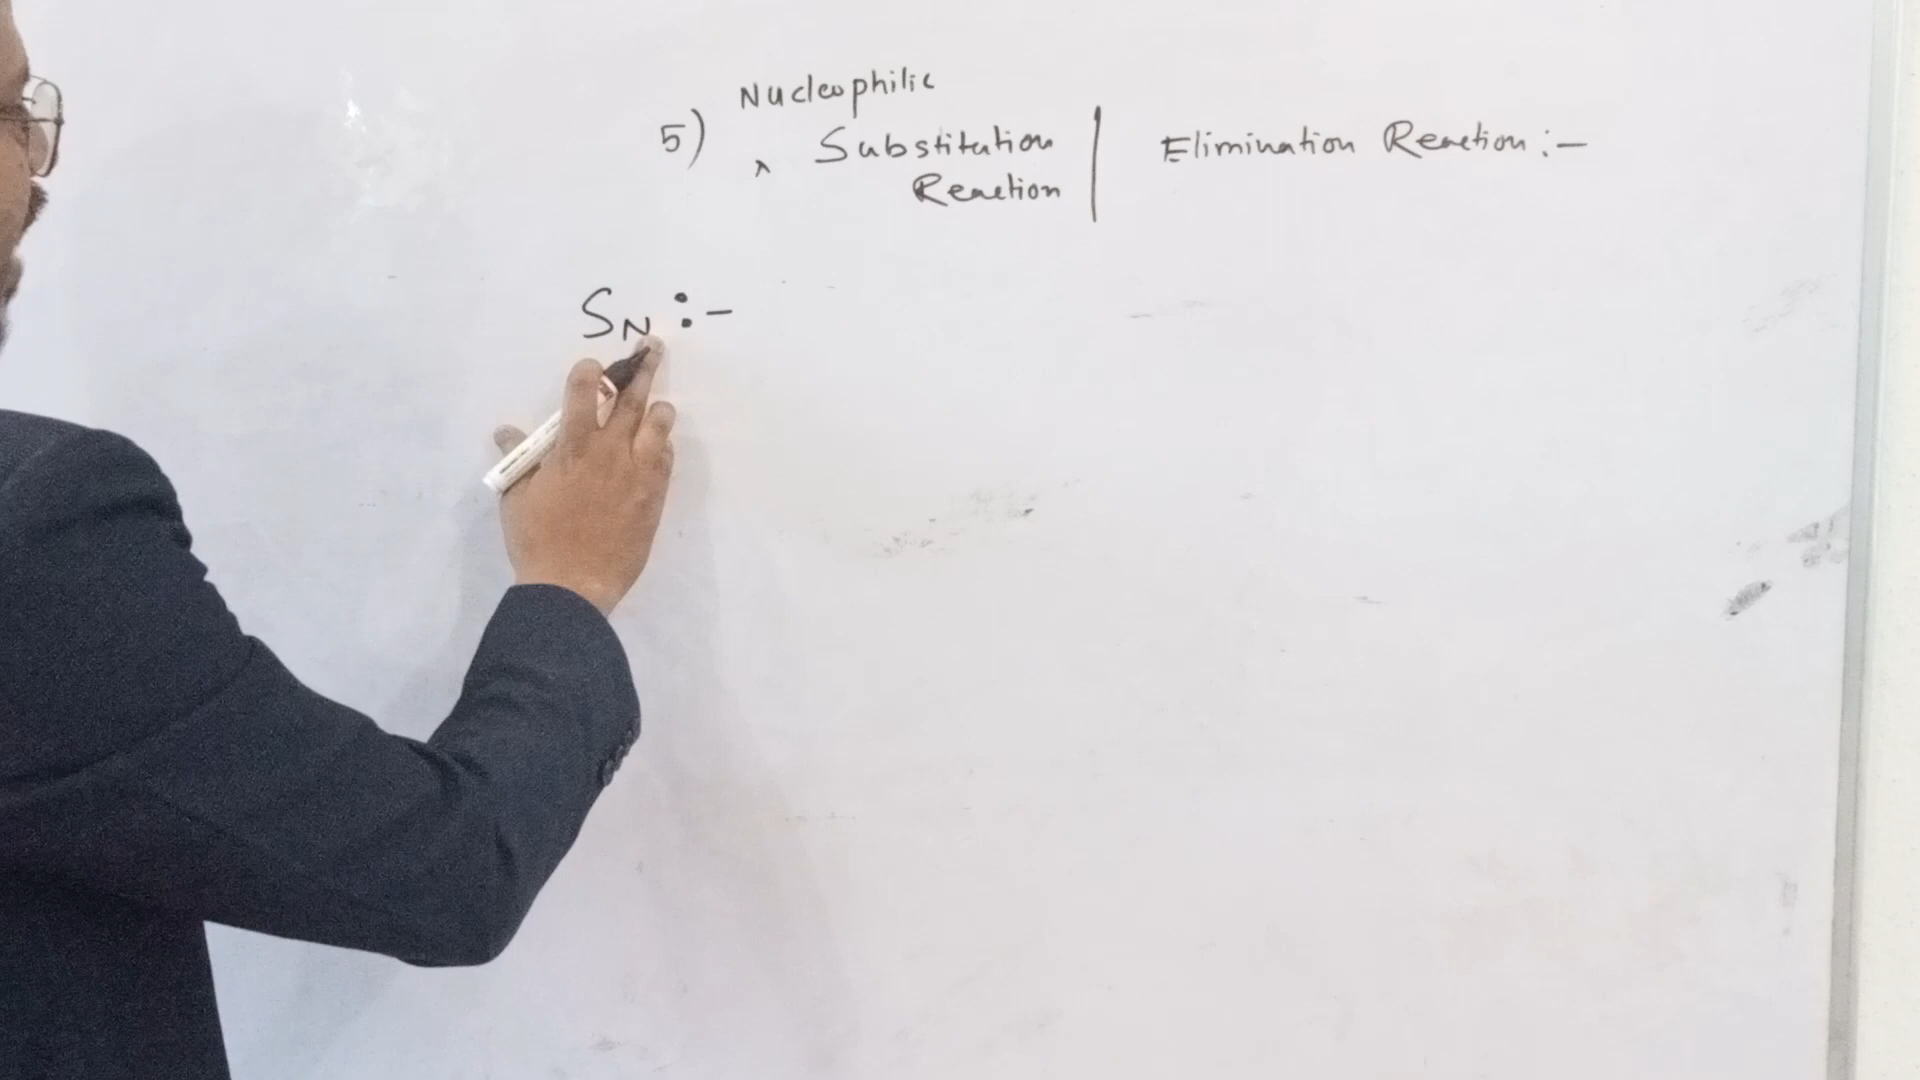 Nucleophilic
5) ^ Substitution | Elimination Reaction :-
Reaction
SN :-